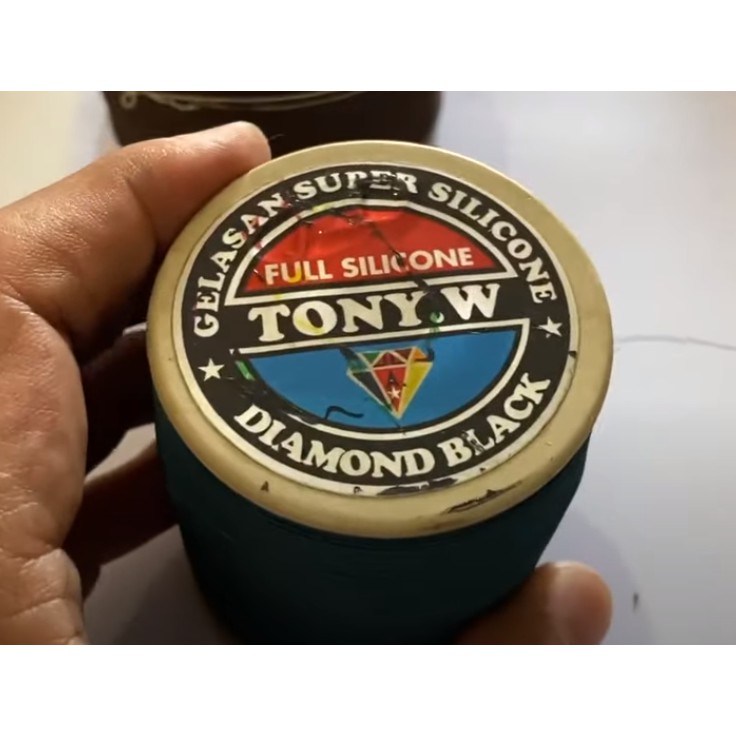 GELASAN SUPER SILICONE
FULL SILICONE
TONY.W
DIAMOND BLACK